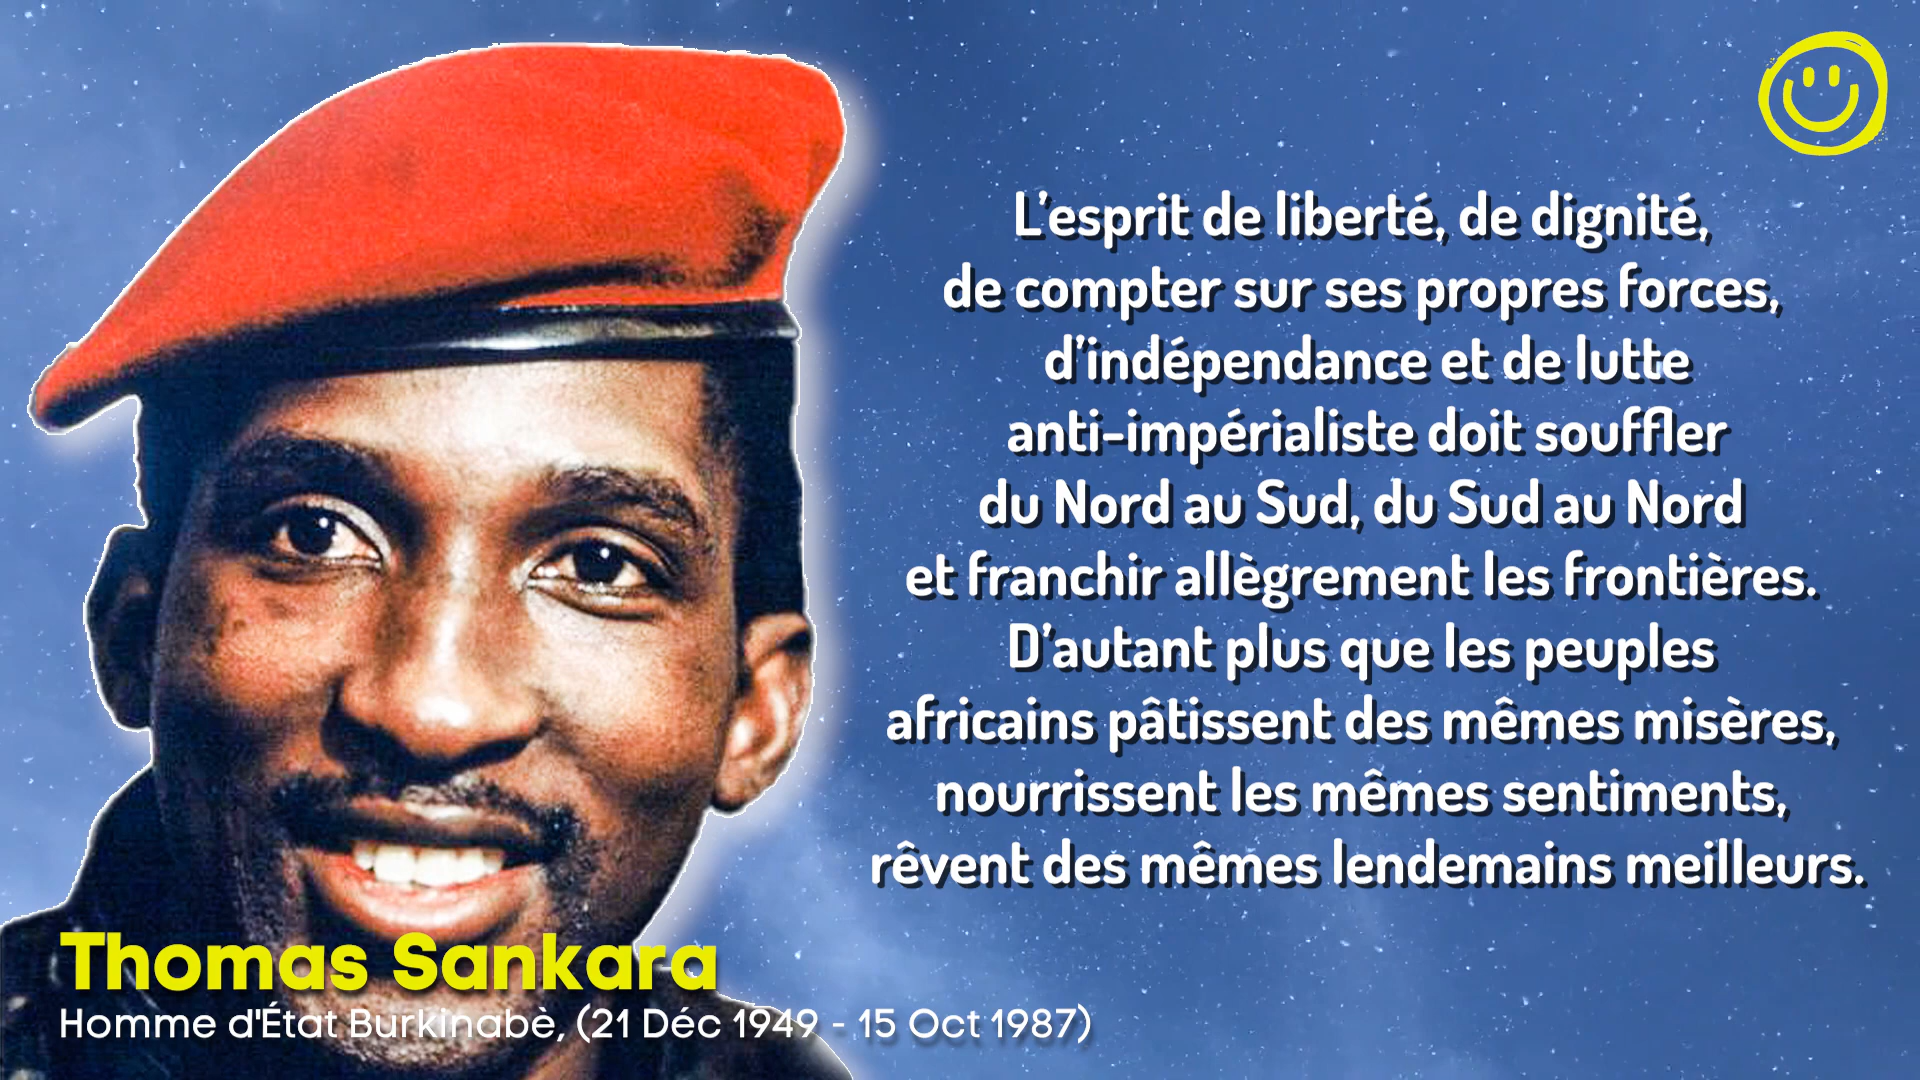 L’esprit de liberté, de dignité,
de compter sur ses propres forces,
d’indépendance et de lutte
anti-impérialiste doit souffler
du Nord au Sud, du Sud au Nord
et franchir allègrement les frontières.
D’autant plus que les peuples
africains pâtissent des mêmes misères,
nourrissent les mêmes sentiments,
rêvent des mêmes lendemains meilleurs.
Thomas Sankara
Homme d'État Burkinabè, (21 Déc 1949 - 15 Oct 1987)